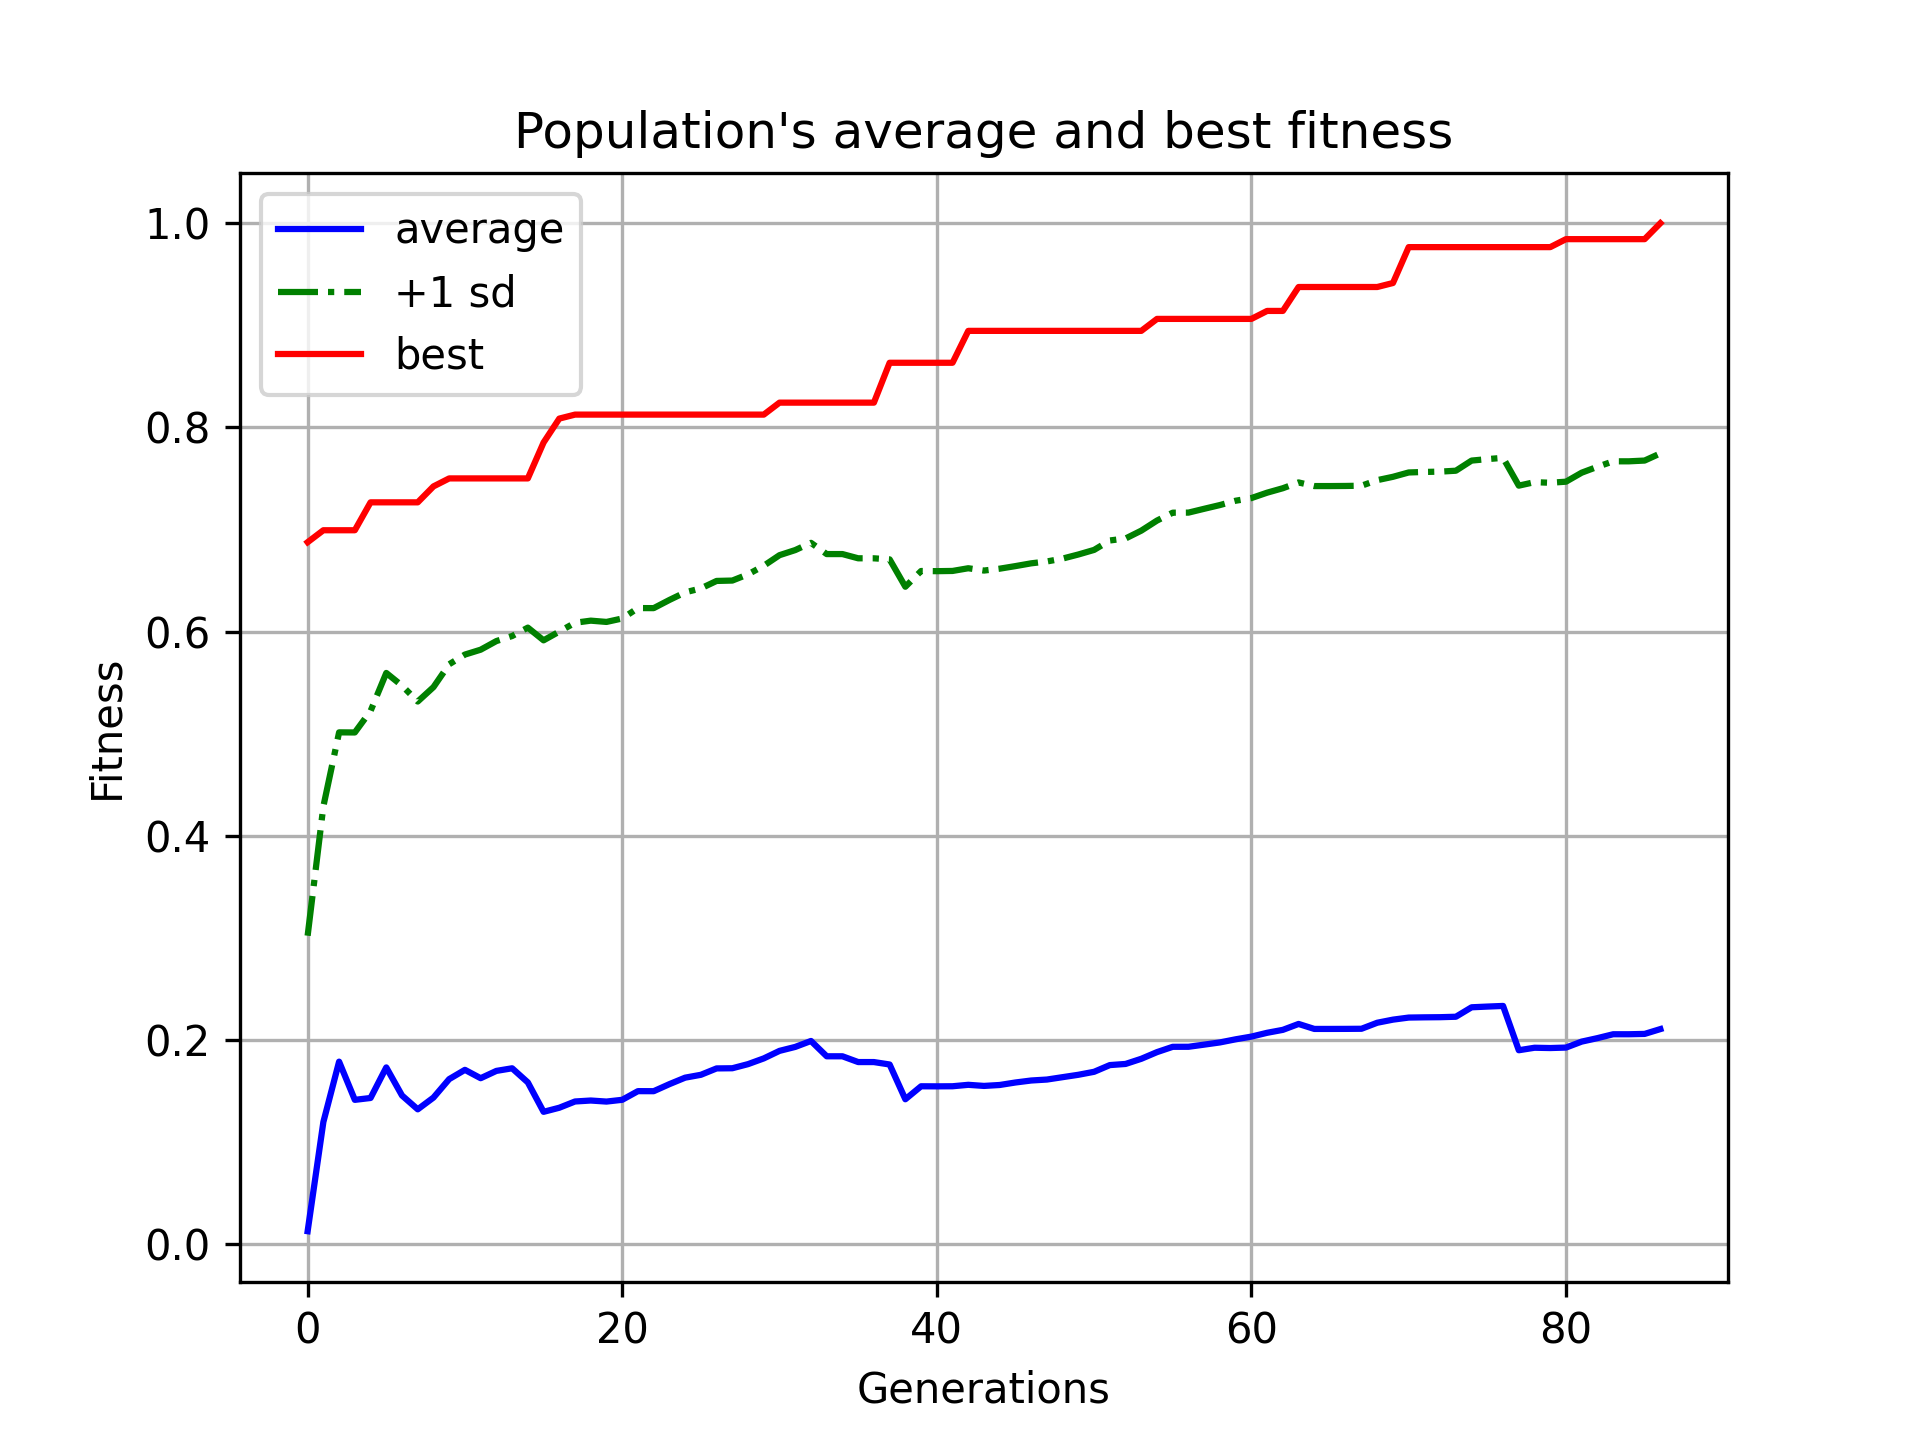 Population's average and best fitness
average
+1 sd
best
1.0
0.8
0.6
0.4
0.2
0.0
Fitness
0 20 40 60 80
Generations